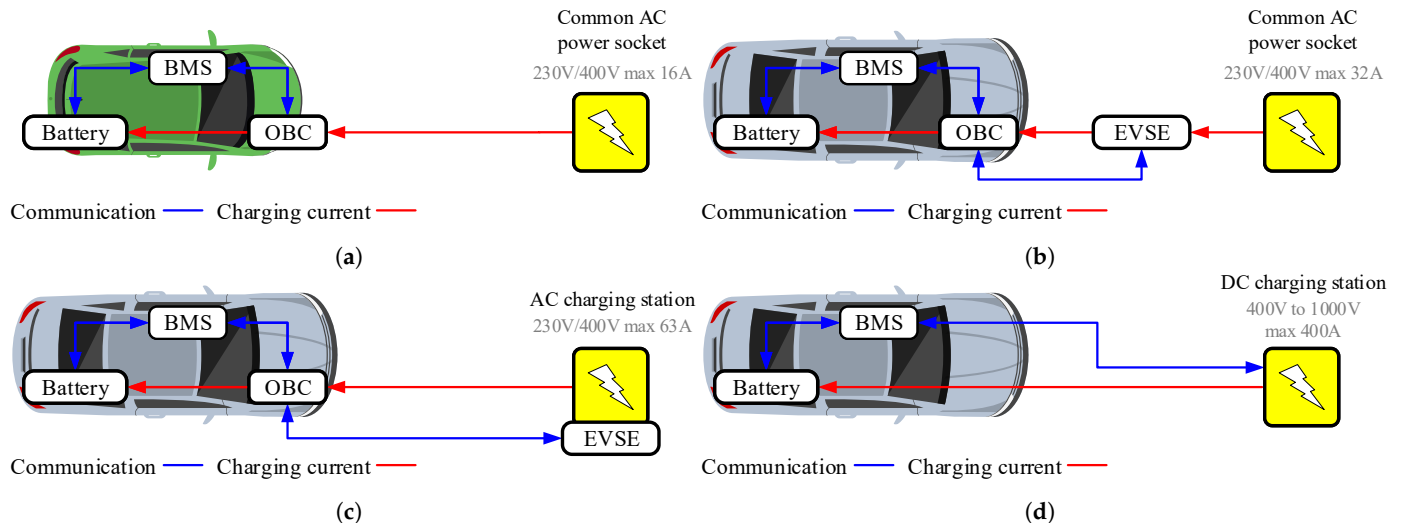 Common AC
power socket
230V/400V max 16A
BMS
Battery
OBC
Communication
Charging current
(a)
Common AC
power socket
230V/400V max 32A
BMS
Battery
OBC
EVSE
Communication
Charging current
(b)
AC charging station
230V/400V max 63A
BMS
Battery
OBC
EVSE
Communication
Charging current
(c)
DC charging station
400V to 1000V
max 400A
BMS
Battery
Communication
Charging current
(d)